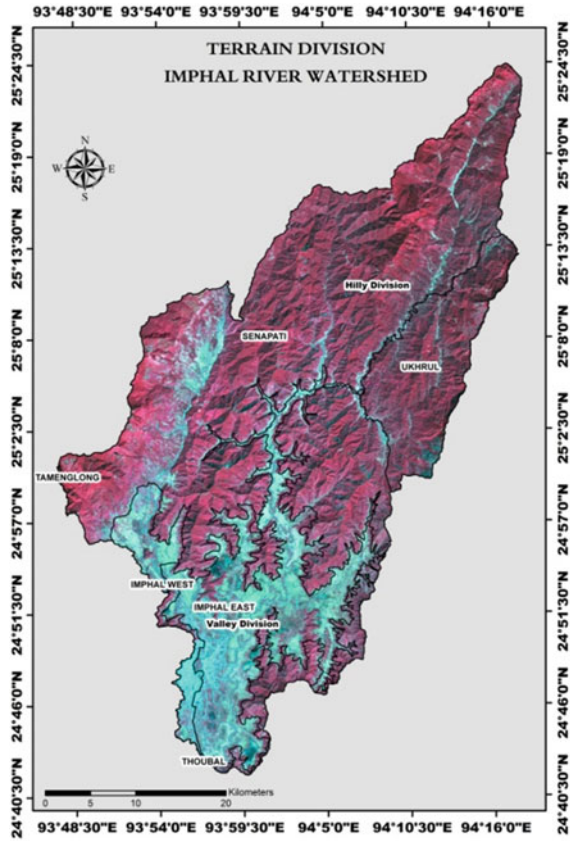 93°48'30"E 93°54'0"E 93°59'30"E 94°5'0"E 94°10'30"E 94°16'0"E
TERRAIN DIVISION
IMPHAL RIVER WATERSHED
25°24'30"N 25°24'30"N
N
W E
S
25°19'0"N 25°19'0"N
25°13'30"N 25°13'30"N
Hilly Division
25°8'0"N 25°8'0"N
SENAPATI
UKHRUL
25°2'30"N 25°2'30"N
TAMENGLONG
24°57'0"N 24°57'0"N
IMPHAL WEST
IMPHAL EAST
24°51'30"N 24°51'30"N
Valley Division
24°46'0"N 24°46'0"N
THOUBAL
Kilometers
0 5 10 20
24°40'30"N 24°40'30"N
93°48'30"E 93°54'0"E 93°59'30"E 94°5'0"E 94°10'30"E 94°16'0"E